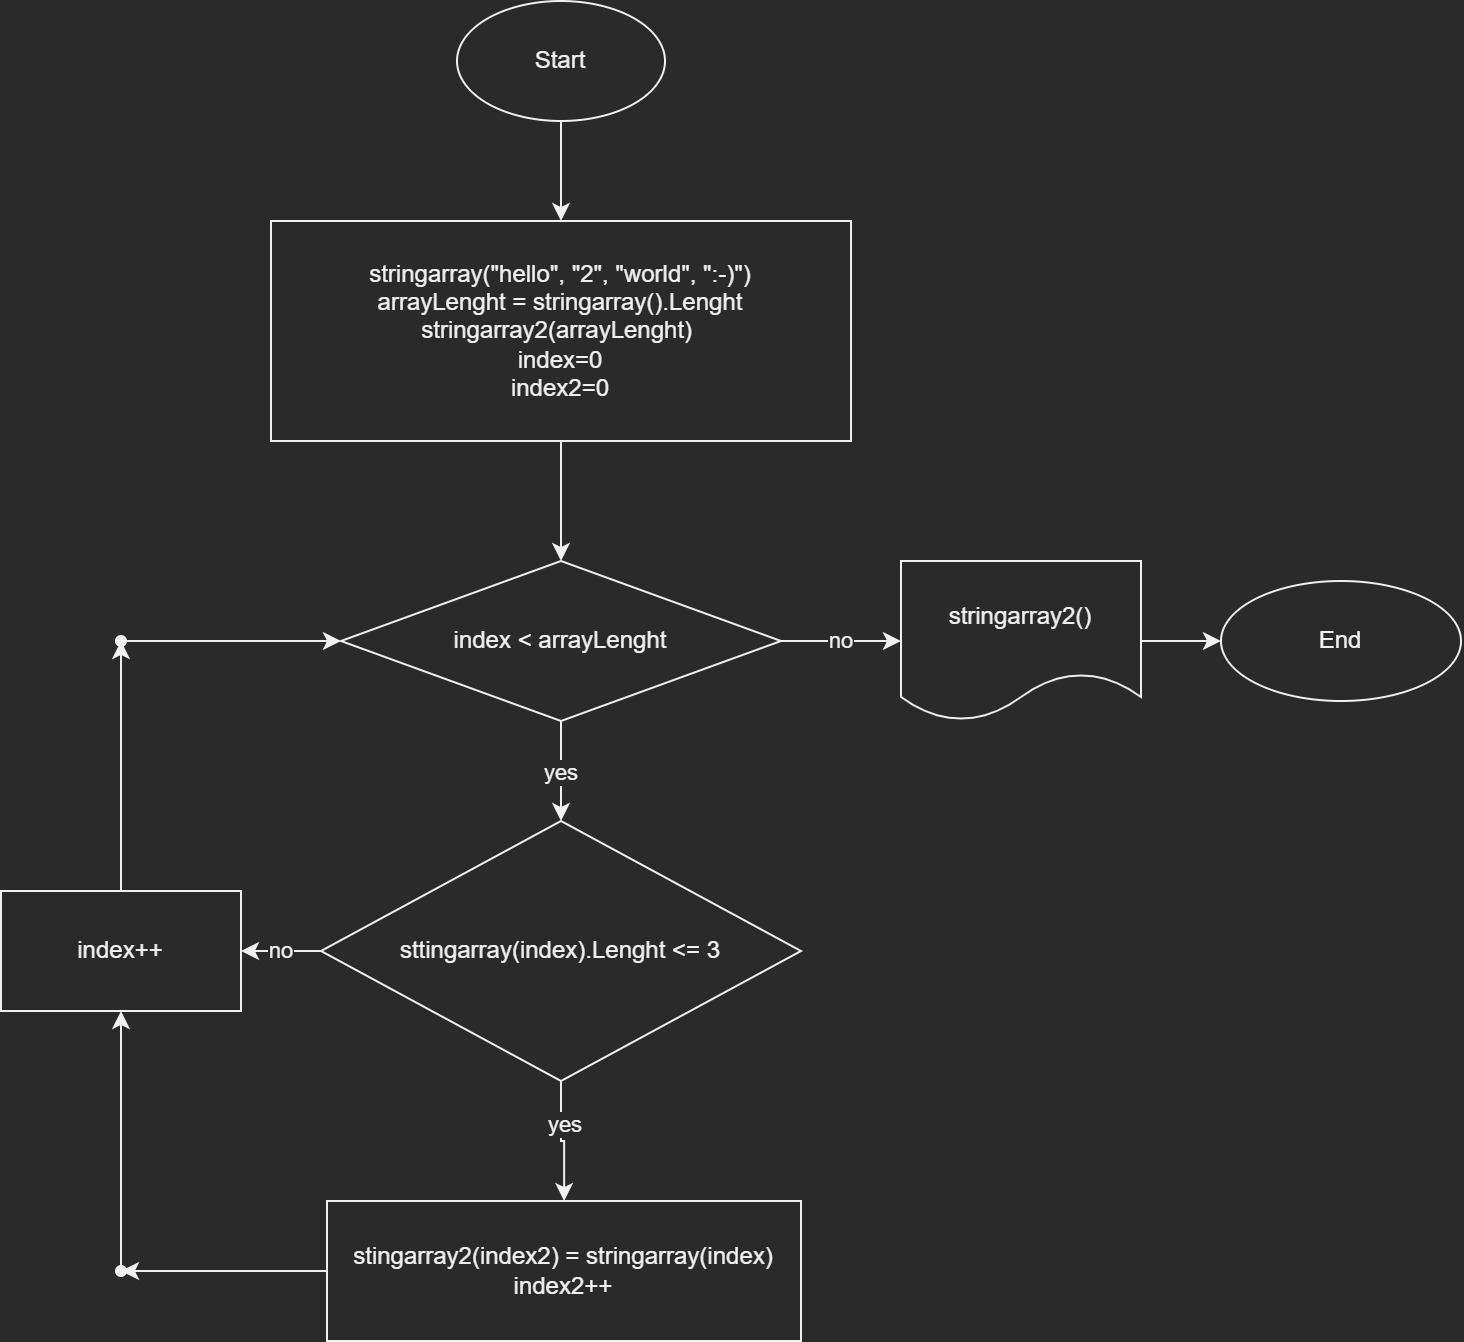 Start
stringarray("hello", "2", "world", ":-)")
arrayLenght = stringarray().Lenght
stringarray2(arrayLenght)
index=0
index2=0
index < arrayLenght
no
stringarray2()
End
yes
index++
no
sttingarray(index).Lenght <= 3
yes
stingarray2(index2) = stringarray(index)
index2++